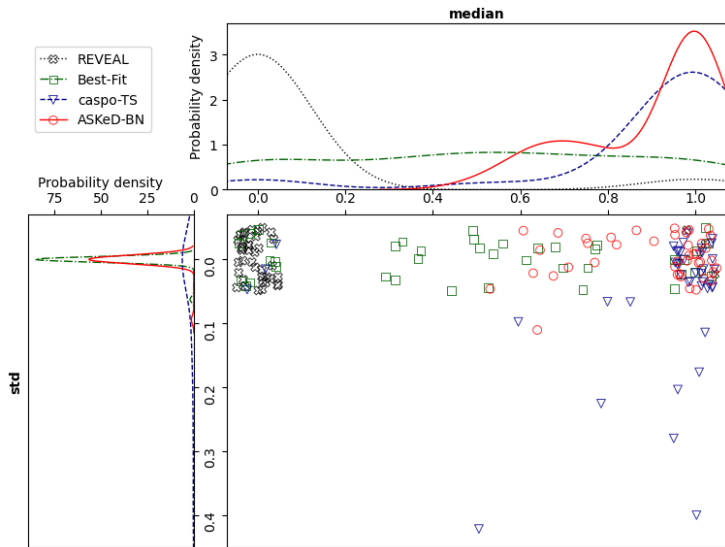 median
REVEAL
Best-Fit
caspo-TS
ASKeD-BN
Probability density
3
2
1
0
0.0 0.2 0.4 0.6 0.8 1.0
Probability density
75 50 25 0
std
0.0
0.1
0.2
0.3
0.4